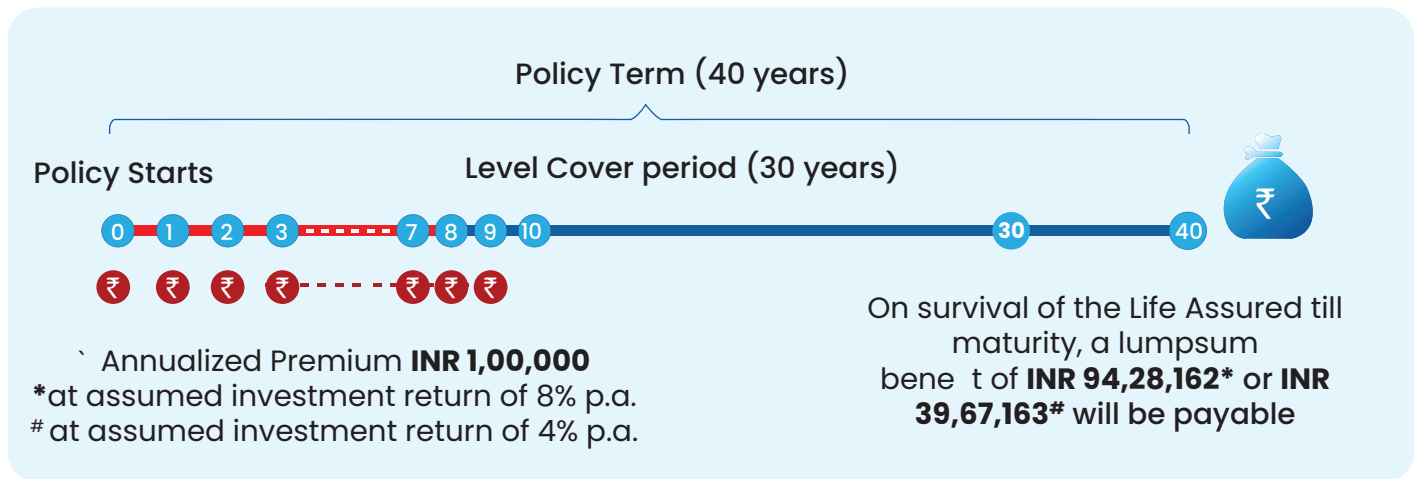 Policy Term (40 years)
Policy Starts
Level Cover period (30 years)
₹
0 1 2 3 7 8 9 10 30 40
₹ ₹ ₹ ₹ ₹ ₹ ₹
` Annualized Premium INR 1,00,000
*at assumed investment return of 8% p.a.
# at assumed investment return of 4% p.a.
On survival of the Life Assured till
maturity, a lumpsum
bene t of INR 94,28,162* or INR
39,67,163# will be payable